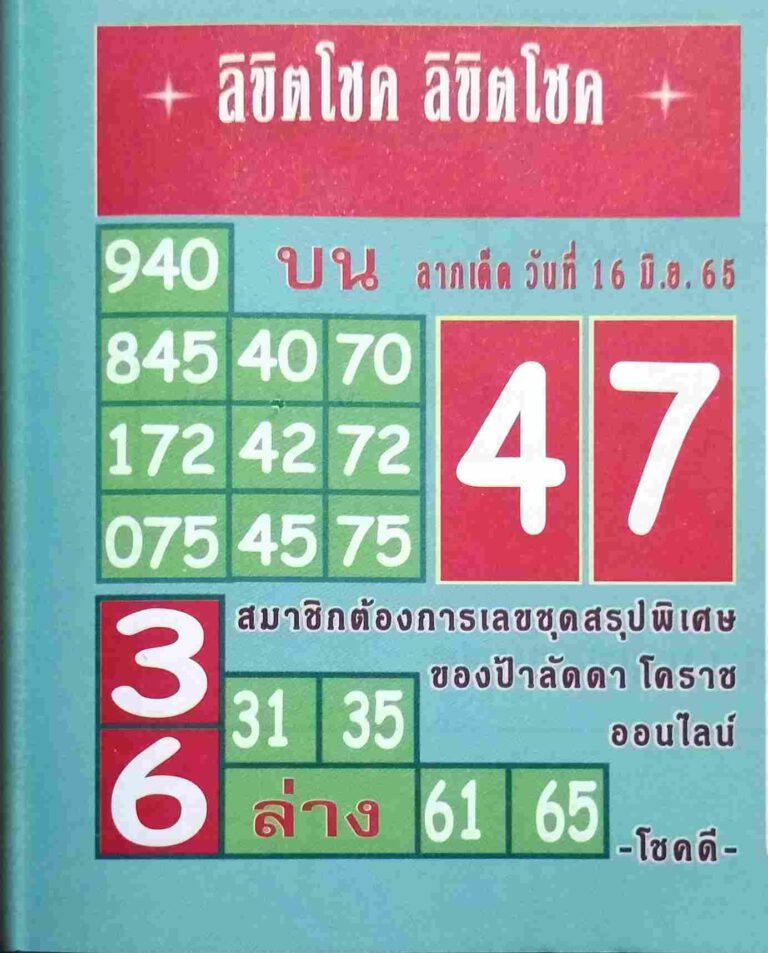 ลิขิตโชค ลิขิตโชค
940 บน ลาภเด็ด วันที่ 16 มิ.ย. 65
845 40 70
172 42 72
075 45 75
4 7
3
6
สมาชิกต้องการเลขชุดสรุปพิเศษ
ของป้าลัดดา โคราช
ออนไลน์
31 35
ล่าง 61 65
-โชคดี-